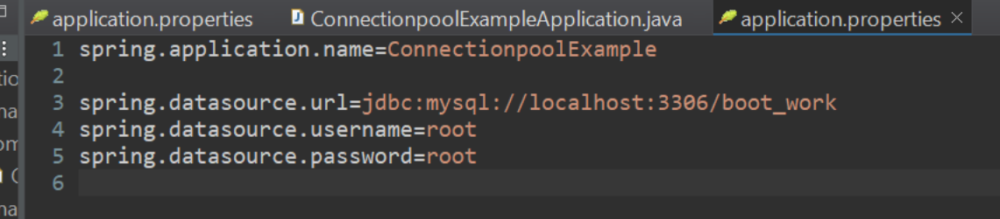 application.properties ConnectionpoolExampleApplication.java application.properties
1 spring.application.name=ConnectionpoolExample
2
3 spring.datasource.url=jdbc:mysql://localhost:3306/boot_work
4 spring.datasource.username=root
5 spring.datasource.password=root
6